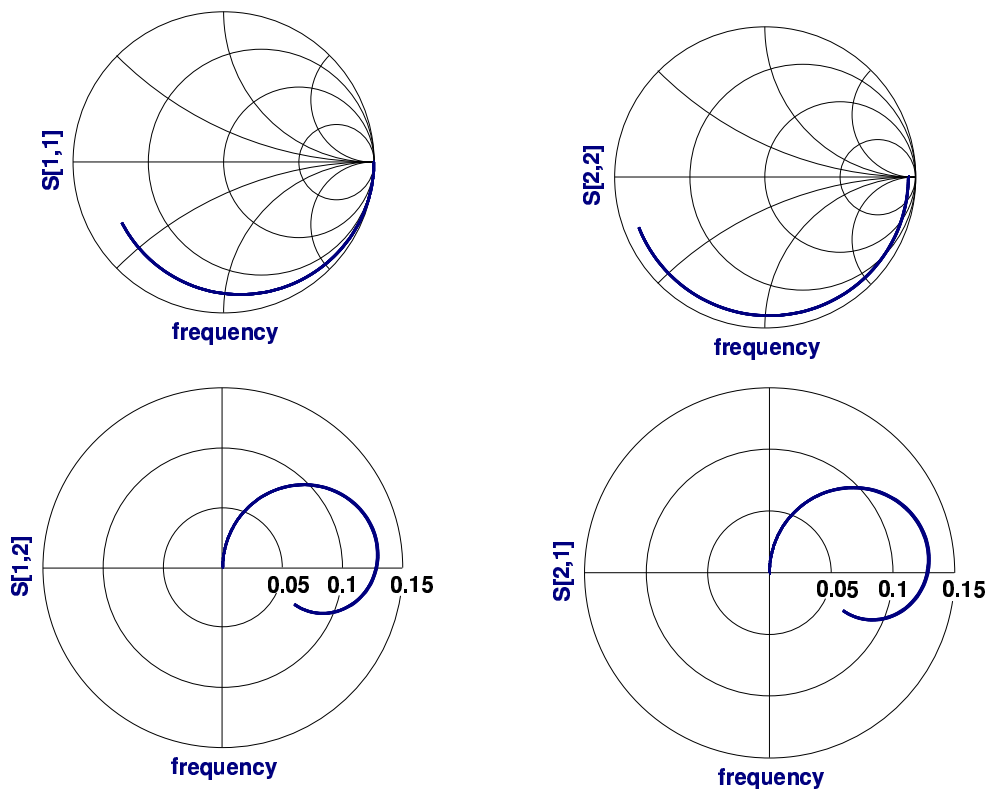 S[1,1]
frequency
S[2,2]
frequency
S[1,2]
0.05 0.1 0.15
frequency
S[2,1]
0.05 0.1 0.15
frequency